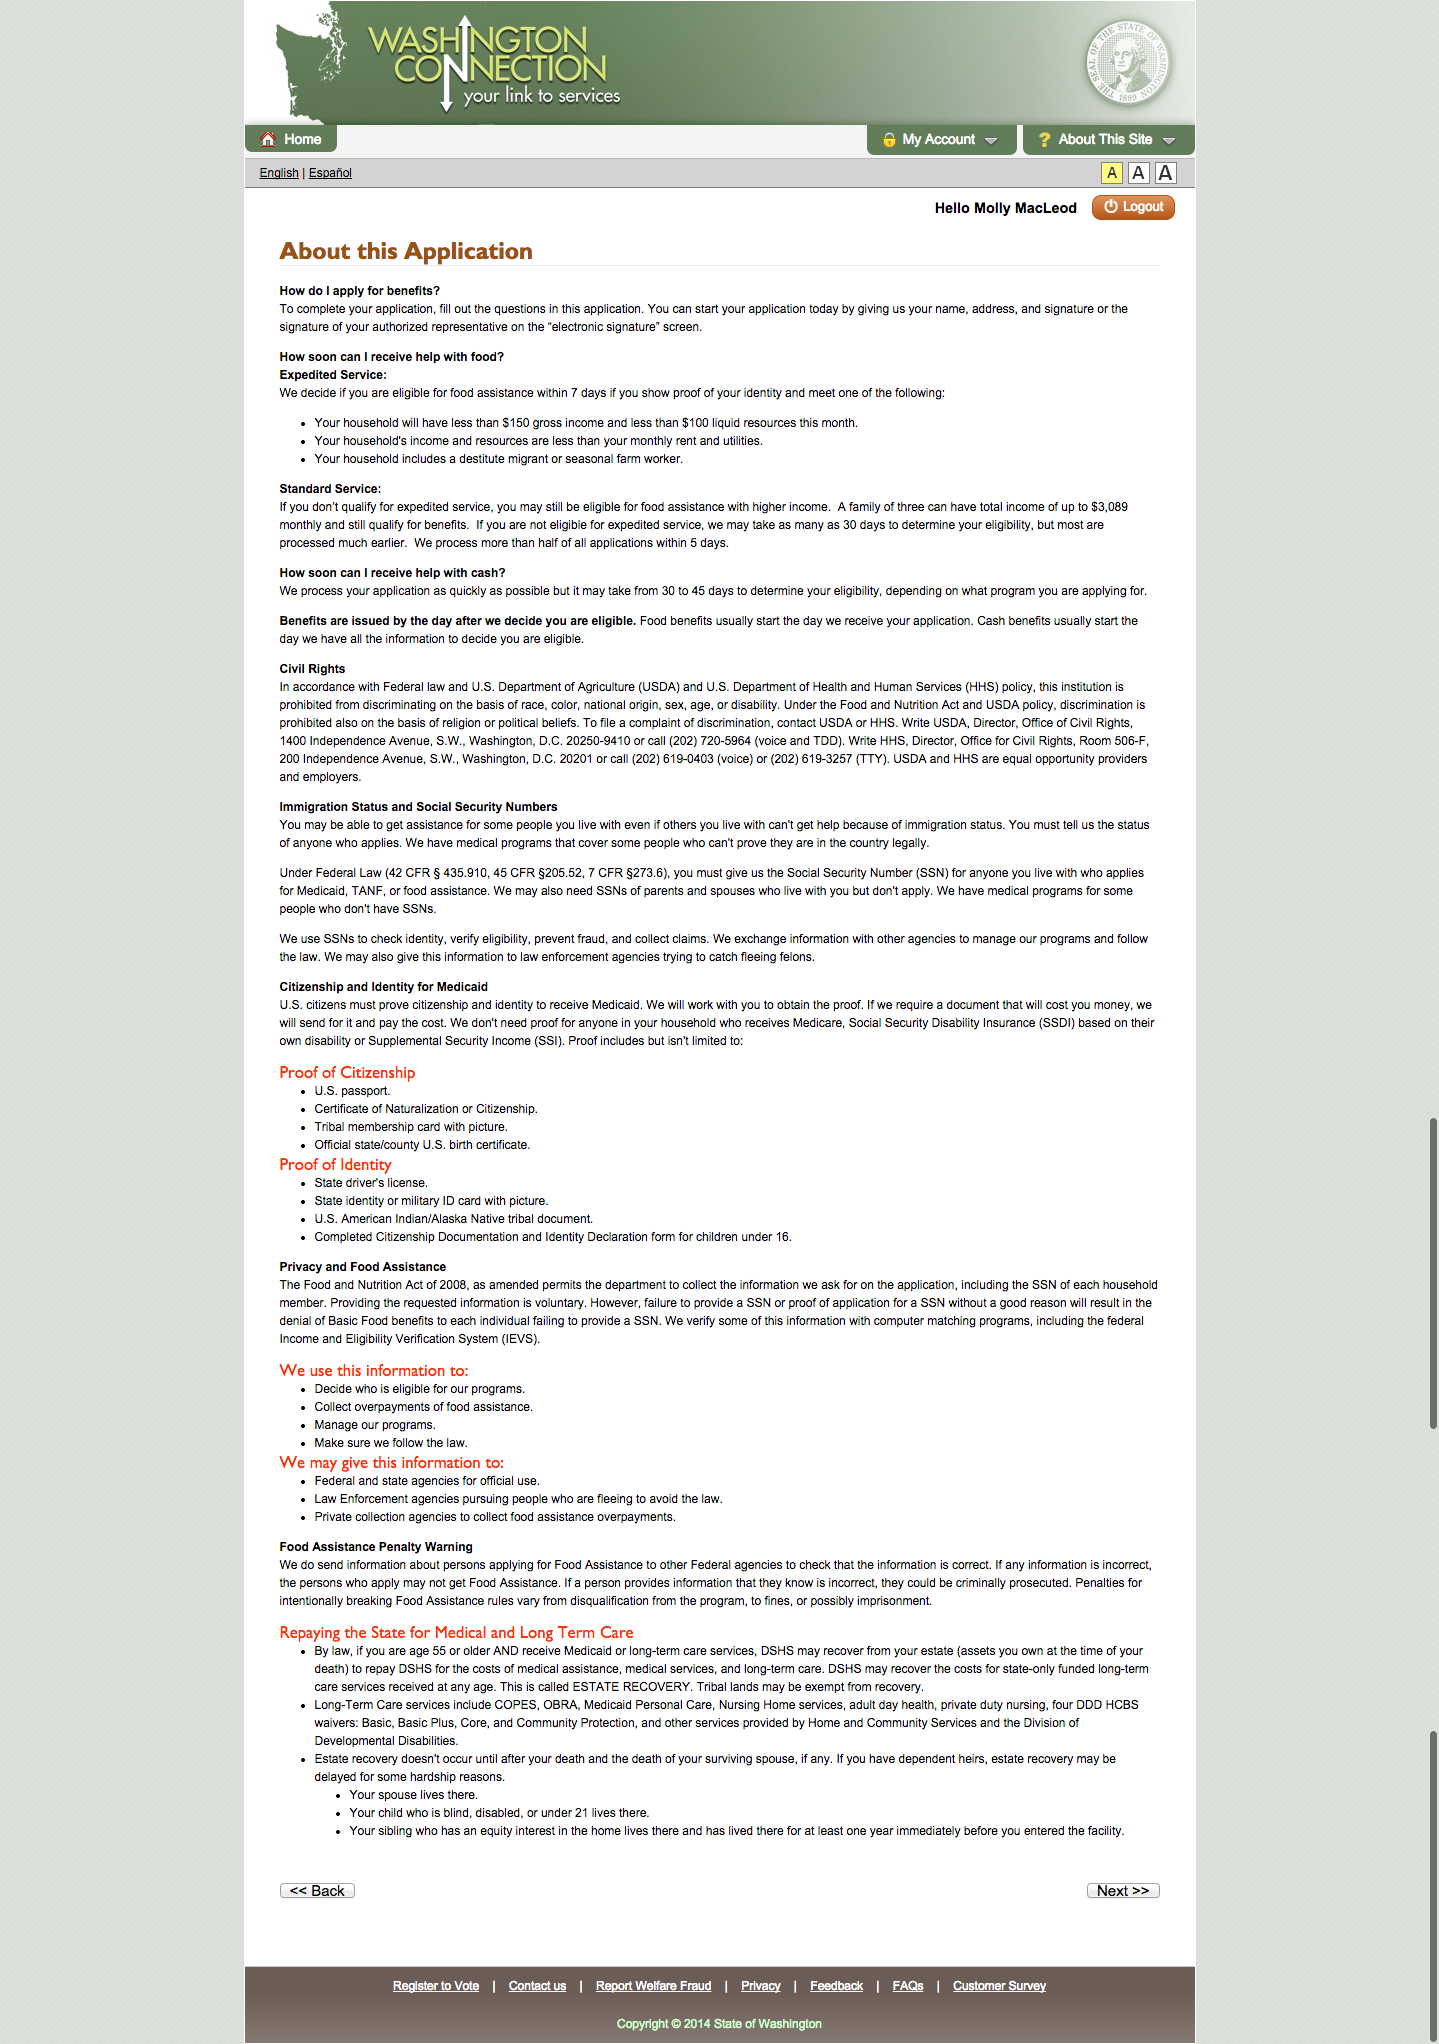 WASHINGTON
CONNECTION
your link to services
THE SEAL OF THE STATE OF WASHINGTON
1889
Home
My Account
? About This Site
English | Español
A A A
Hello Molly MacLeod
Logout
About this Application
How do I apply for benefits?
To complete your application, fill out the questions in this application. You can start your application today by giving us your name, address, and signature or the
signature of your authorized representative on the “electronic signature” screen.
How soon can I receive help with food?
Expedited Service:
We decide if you are eligible for food assistance within 7 days if you show proof of your identity and meet one of the following:
• Your household will have less than $150 gross income and less than $100 liquid resources this month.
• Your household's income and resources are less than your monthly rent and utilities.
• Your household includes a destitute migrant or seasonal farm worker.
Standard Service:
If you don’t qualify for expedited service, you may still be eligible for food assistance with higher income. A family of three can have total income of up to $3,089
monthly and still qualify for benefits. If you are not eligible for expedited service, we may take as many as 30 days to determine your eligibility, but most are
processed much earlier. We process more than half of all applications within 5 days.
How soon can I receive help with cash?
We process your application as quickly as possible but it may take from 30 to 45 days to determine your eligibility, depending on what program you are applying for.
Benefits are issued by the day after we decide you are eligible. Food benefits usually start the day we receive your application. Cash benefits usually start the
day we have all the information to decide you are eligible.
Civil Rights
In accordance with Federal law and U.S. Department of Agriculture (USDA) and U.S. Department of Health and Human Services (HHS) policy, this institution is
prohibited from discriminating on the basis of race, color, national origin, sex, age, or disability. Under the Food and Nutrition Act and USDA policy, discrimination is
prohibited also on the basis of religion or political beliefs. To file a complaint of discrimination, contact USDA or HHS. Write USDA, Director, Office of Civil Rights,
1400 Independence Avenue, S.W., Washington, D.C. 20250-9410 or call (202) 720-5964 (voice and TDD). Write HHS, Director, Office for Civil Rights, Room 506-F,
200 Independence Avenue, S.W., Washington, D.C. 20201 or call (202) 619-0403 (voice) or (202) 619-3257 (TTY). USDA and HHS are equal opportunity providers
and employers.
Immigration Status and Social Security Numbers
You may be able to get assistance for some people you live with even if others you live with can't get help because of immigration status. You must tell us the status
of anyone who applies. We have medical programs that cover some people who can't prove they are in the country legally.
Under Federal Law (42 CFR § 435.910, 45 CFR §205.52, 7 CFR §273.6), you must give us the Social Security Number (SSN) for anyone you live with who applies
for Medicaid, TANF, or food assistance. We may also need SSNs of parents and spouses who live with you but don't apply. We have medical programs for some
people who don't have SSNs.
We use SSNs to check identity, verify eligibility, prevent fraud, and collect claims. We exchange information with other agencies to manage our programs and follow
the law. We may also give this information to law enforcement agencies trying to catch fleeing felons.
Citizenship and Identity for Medicaid
U.S. citizens must prove citizenship and identity to receive Medicaid. We will work with you to obtain the proof. If we require a document that will cost you money, we
will send for it and pay the cost. We don't need proof for anyone in your household who receives Medicare, Social Security Disability Insurance (SSDI) based on their
own disability or Supplemental Security Income (SSI). Proof includes but isn't limited to:
Proof of Citizenship
• U.S. passport.
• Certificate of Naturalization or Citizenship.
• Tribal membership card with picture.
• Official state/county U.S. birth certificate.
Proof of Identity
• State driver's license.
• State identity or military ID card with picture.
• U.S. American Indian/Alaska Native tribal document.
• Completed Citizenship Documentation and Identity Declaration form for children under 16.
Privacy and Food Assistance
The Food and Nutrition Act of 2008, as amended permits the department to collect the information we ask for on the application, including the SSN of each household
member. Providing the requested information is voluntary. However, failure to provide a SSN or proof of application for a SSN without a good reason will result in the
denial of Basic Food benefits to each individual failing to provide a SSN. We verify some of this information with computer matching programs, including the federal
Income and Eligibility Verification System (IEVS).
We use this information to:
• Decide who is eligible for our programs.
• Collect overpayments of food assistance.
• Manage our programs.
• Make sure we follow the law.
We may give this information to:
• Federal and state agencies for official use.
• Law Enforcement agencies pursuing people who are fleeing to avoid the law.
• Private collection agencies to collect food assistance overpayments.
Food Assistance Penalty Warning
We do send information about persons applying for Food Assistance to other Federal agencies to check that the information is correct. If any information is incorrect,
the persons who apply may not get Food Assistance. If a person provides information that they know is incorrect, they could be criminally prosecuted. Penalties for
intentionally breaking Food Assistance rules vary from disqualification from the program, to fines, or possibly imprisonment.
Repaying the State for Medical and Long Term Care
• By law, if you are age 55 or older AND receive Medicaid or long-term care services, DSHS may recover from your estate (assets you own at the time of your
death) to repay DSHS for the costs of medical assistance, medical services, and long-term care. DSHS may recover the costs for state-only funded long-term
care services received at any age. This is called ESTATE RECOVERY. Tribal lands may be exempt from recovery.
• Long-Term Care services include COPES, OBRA, Medicaid Personal Care, Nursing Home services, adult day health, private duty nursing, four DDD HCBS
waivers: Basic, Basic Plus, Core, and Community Protection, and other services provided by Home and Community Services and the Division of
Developmental Disabilities.
• Estate recovery doesn't occur until after your death and the death of your surviving spouse, if any. If you have dependent heirs, estate recovery may be
delayed for some hardship reasons.
• Your spouse lives there.
• Your child who is blind, disabled, or under 21 lives there.
• Your sibling who has an equity interest in the home lives there and has lived there for at least one year immediately before you entered the facility.
<< Back
Next >>
Register to Vote | Contact us | Report Welfare Fraud | Privacy | Feedback | FAQs | Customer Survey
Copyright © 2014 State of Washington